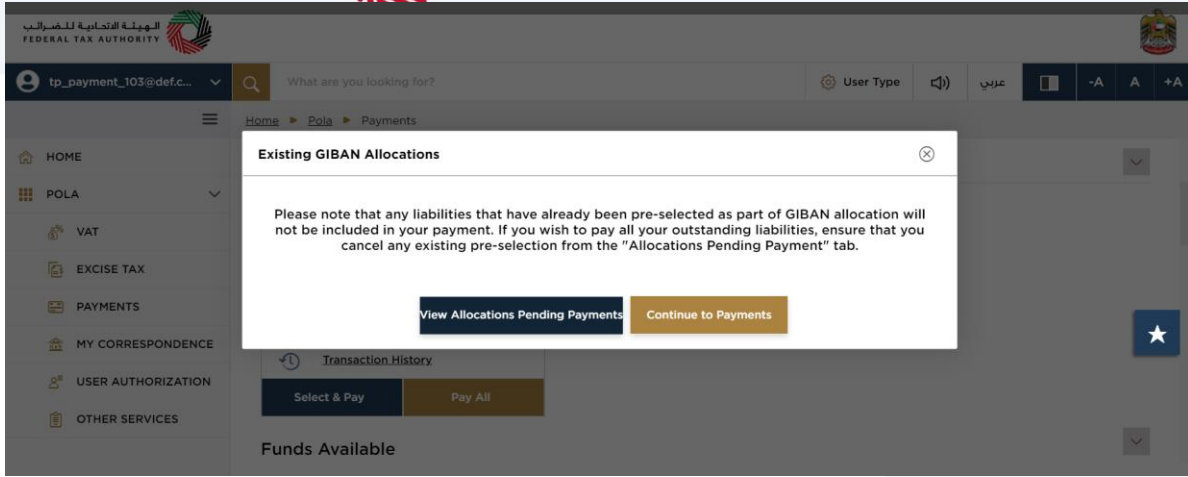 الهيئة الاتحادية للضرائب
FEDERAL TAX AUTHORITY
tp_payment_103@def.c...
What are you looking for?
User Type
عربي
-A
A
+A
Home ▶ Pola ▶ Payments
HOME
POLA
VAT
EXCISE TAX
PAYMENTS
MY CORRESPONDENCE
USER AUTHORIZATION
OTHER SERVICES
Existing GIBAN Allocations
Please note that any liabilities that have already been pre-selected as part of GIBAN allocation will
not be included in your payment. If you wish to pay all your outstanding liabilities, ensure that you
cancel any existing pre-selection from the "Allocations Pending Payment" tab.
View Allocations Pending Payments
Continue to Payments
Transaction History
Select & Pay
Pay All
Funds Available